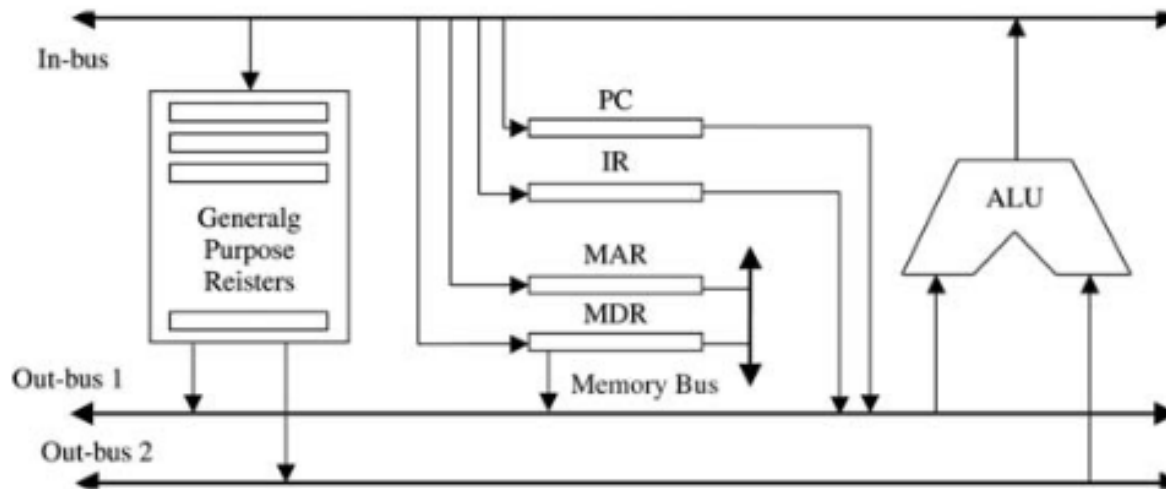 In-bus
PC
IR
ALU
Generalg
Purpose
Reisters
MAR
MDR
Out-bus 1
Memory Bus
Out-bus 2